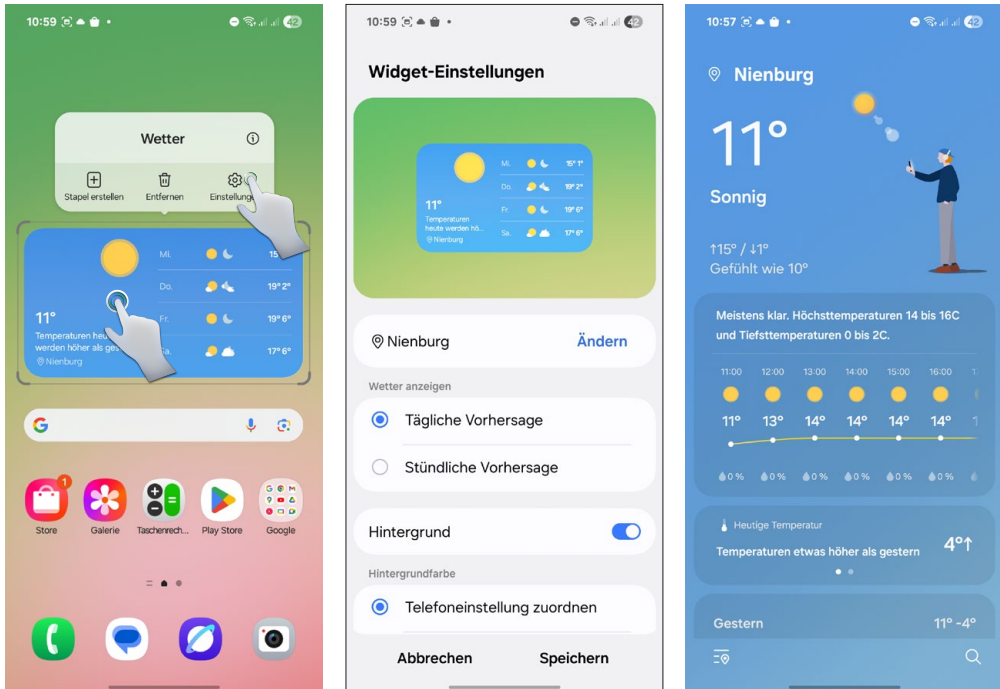 10:59
42
Wetter
Stapel erstellen
Entfernen
Einstellung
Mi.
15
Do.
19° 2°
11°
Fr.
19° 6°
Temperaturen heu
werden höher als ges
a.
17° 6°
Nienburg
1
Store
Galerie
Taschenrech...
Play Store
Google
10:59
42
Widget-Einstellungen
Mi.
15° 1°
Do.
19° 2°
11°
Fr.
19° 6°
Temperaturen
heute werden hö...
Sa.
17° 6°
Nienburg
Nienburg
Ändern
Wetter anzeigen
Tägliche Vorhersage
Stündliche Vorhersage
Hintergrund
Hintergrundfarbe
Telefoneinstellung zuordnen
Abbrechen
Speichern
10:57
42
Nienburg
11°
Sonnig
↑15° / ↓1°
Gefühlt wie 10°
Meistens klar. Höchsttemperaturen 14 bis 16C
und Tiefsttemperaturen 0 bis 2C.
11:00 12:00 13:00 14:00 15:00 16:00 1
11° 13° 14° 14° 14° 14° 1
0 % 0 % 0 % 0 % 0 % 0 %
Heutige Temperatur
Temperaturen etwas höher als gestern
4°↑
Gestern
11° -4°